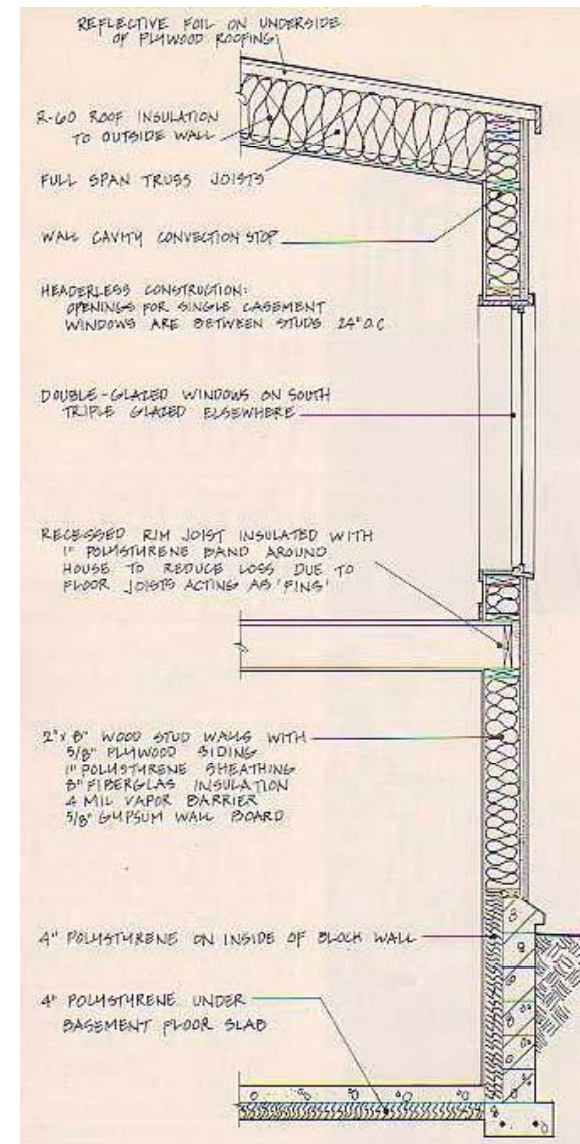 REFLECTIVE FOIL ON UNDERSIDE
OF PLYWOOD ROOFING
R-60 ROOF INSULATION
TO OUTSIDE WALL
FULL SPAN TRUSS JOISTS
WALL CAVITY CONVECTION STOP
HEADERLESS CONSTRUCTION:
OPENINGS FOR SINGLE CASEMENT
WINDOWS ARE BETWEEN STUDS 24" O.C
DOUBLE-GLAZED WINDOWS ON SOUTH
TRIPLE GLAZED ELSEWHERE
RECESSED RIM JOIST INSULATED WITH
1" POLYSTYRENE BAND AROUND
HOUSE TO REDUCE LOSS DUE TO
FLOOR JOISTS ACTING AS 'FINS'
2"x 8" WOOD STUD WALLS WITH
5/8" PLYWOOD SIDING
1" POLYSTYRENE SHEATHING
8" FIBERGLAS INSULATION
4 MIL VAPOR BARRIER
5/8" GYPSUM WALL BOARD
4" POLYSTYRENE ON INSIDE OF BLOCK WALL
4" POLYSTYRENE UNDER
BASEMENT FLOOR SLAB